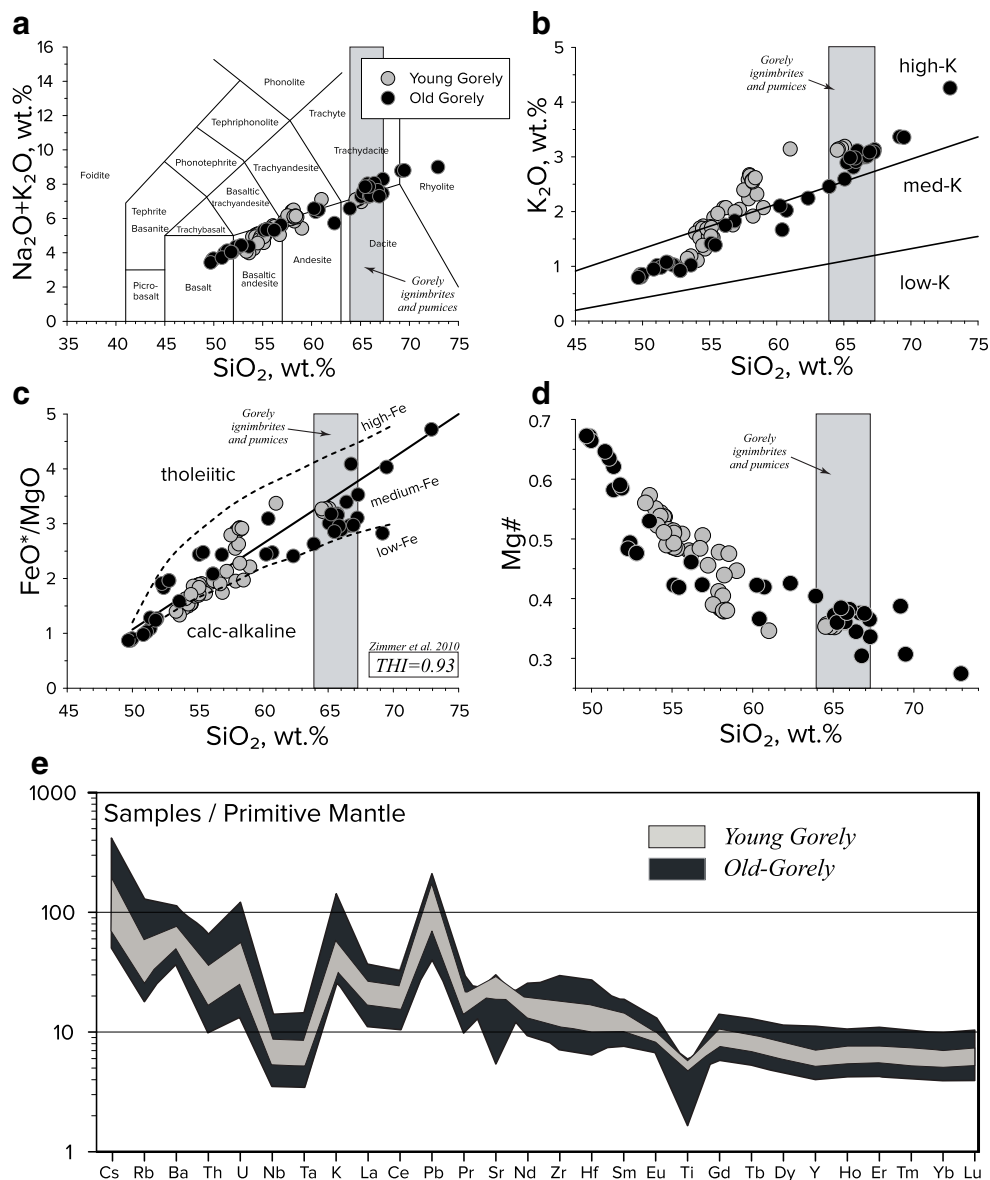 a
Na₂O+K₂O, wt.%
16
14
12
10
8
6
4
2
0
35
40
45
50
55
60
65
70
75
SiO₂, wt.%
Young Gorely
Old Gorely
Phonolite
Trachyte
Tephriphonolite
Trachydacite
Phonotephrite
Trachyandesite
Foidite
Rhyolite
Basaltic
trachyandesite
Tephrite
Basanite
Trachybasalt
Dacite
Andesite
Basaltic
andesite
Basalt
Picro-
basalt
Gorely
ignimbrites
and pumices
b
K₂O, wt.%
5
4
3
2
1
0
45
50
55
60
65
70
75
SiO₂, wt.%
Gorely
ignimbrites
and pumices
high-K
med-K
low-K
c
FeO*/MgO
5
4
3
2
1
0
45
50
55
60
65
70
75
SiO₂, wt.%
Gorely
ignimbrites
and pumices
high-Fe
tholeiitic
medium-Fe
low-Fe
calc-alkaline
Zimmer et al. 2010
THI=0.93
d
Mg#
0.7
0.6
0.5
0.4
0.3
50
55
60
65
70
SiO₂, wt.%
Gorely
ignimbrites
and pumices
e
1000
100
10
1
Samples / Primitive Mantle
Young Gorely
Old-Gorely
Cs Rb Ba Th U Nb Ta K La Ce Pb Pr Sr Nd Zr Hf Sm Eu Ti Gd Tb Dy Y Ho Er Tm Yb Lu